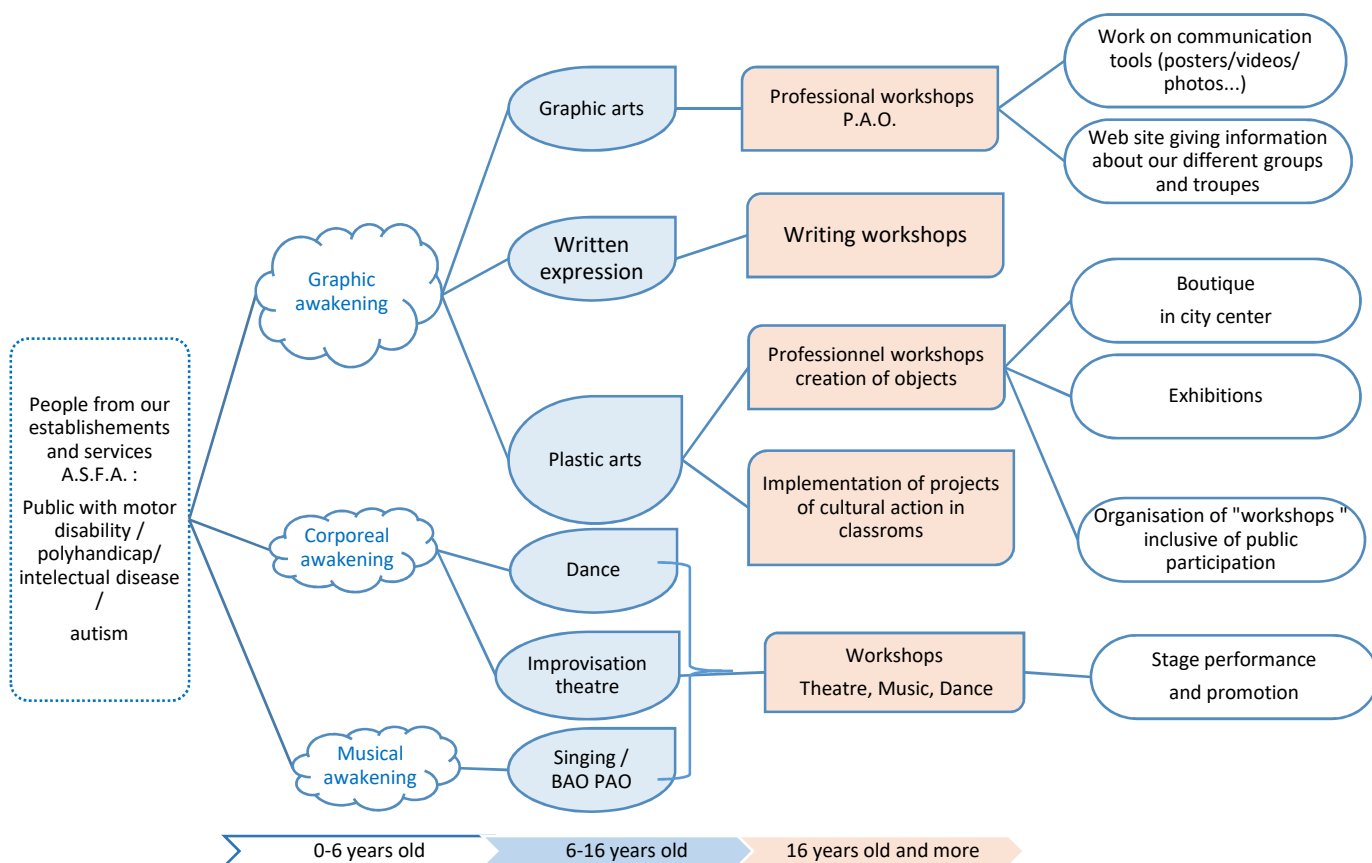 People from our
establishements
and services
A.S.F.A. :
Public with motor
disability /
polyhandicap/
intelectual disease
/
autism
Graphic
awakening
Corporeal
awakening
Musical
awakening
Graphic arts
Written
expression
Plastic arts
Dance
Improvisation
theatre
Singing /
BAO PAO
Professional workshops
P.A.O.
Writing workshops
Professionnel workshops
creation of objects
Implementation of projects
of cultural action in
classroms
Workshops
Theatre, Music, Dance
Work on communication
tools (posters/videos/
photos...)
Web site giving information
about our different groups
and troupes
Boutique
in city center
Exhibitions
Organisation of "workshops "
inclusive of public
participation
Stage performance
and promotion
0-6 years old
6-16 years old
16 years old and more